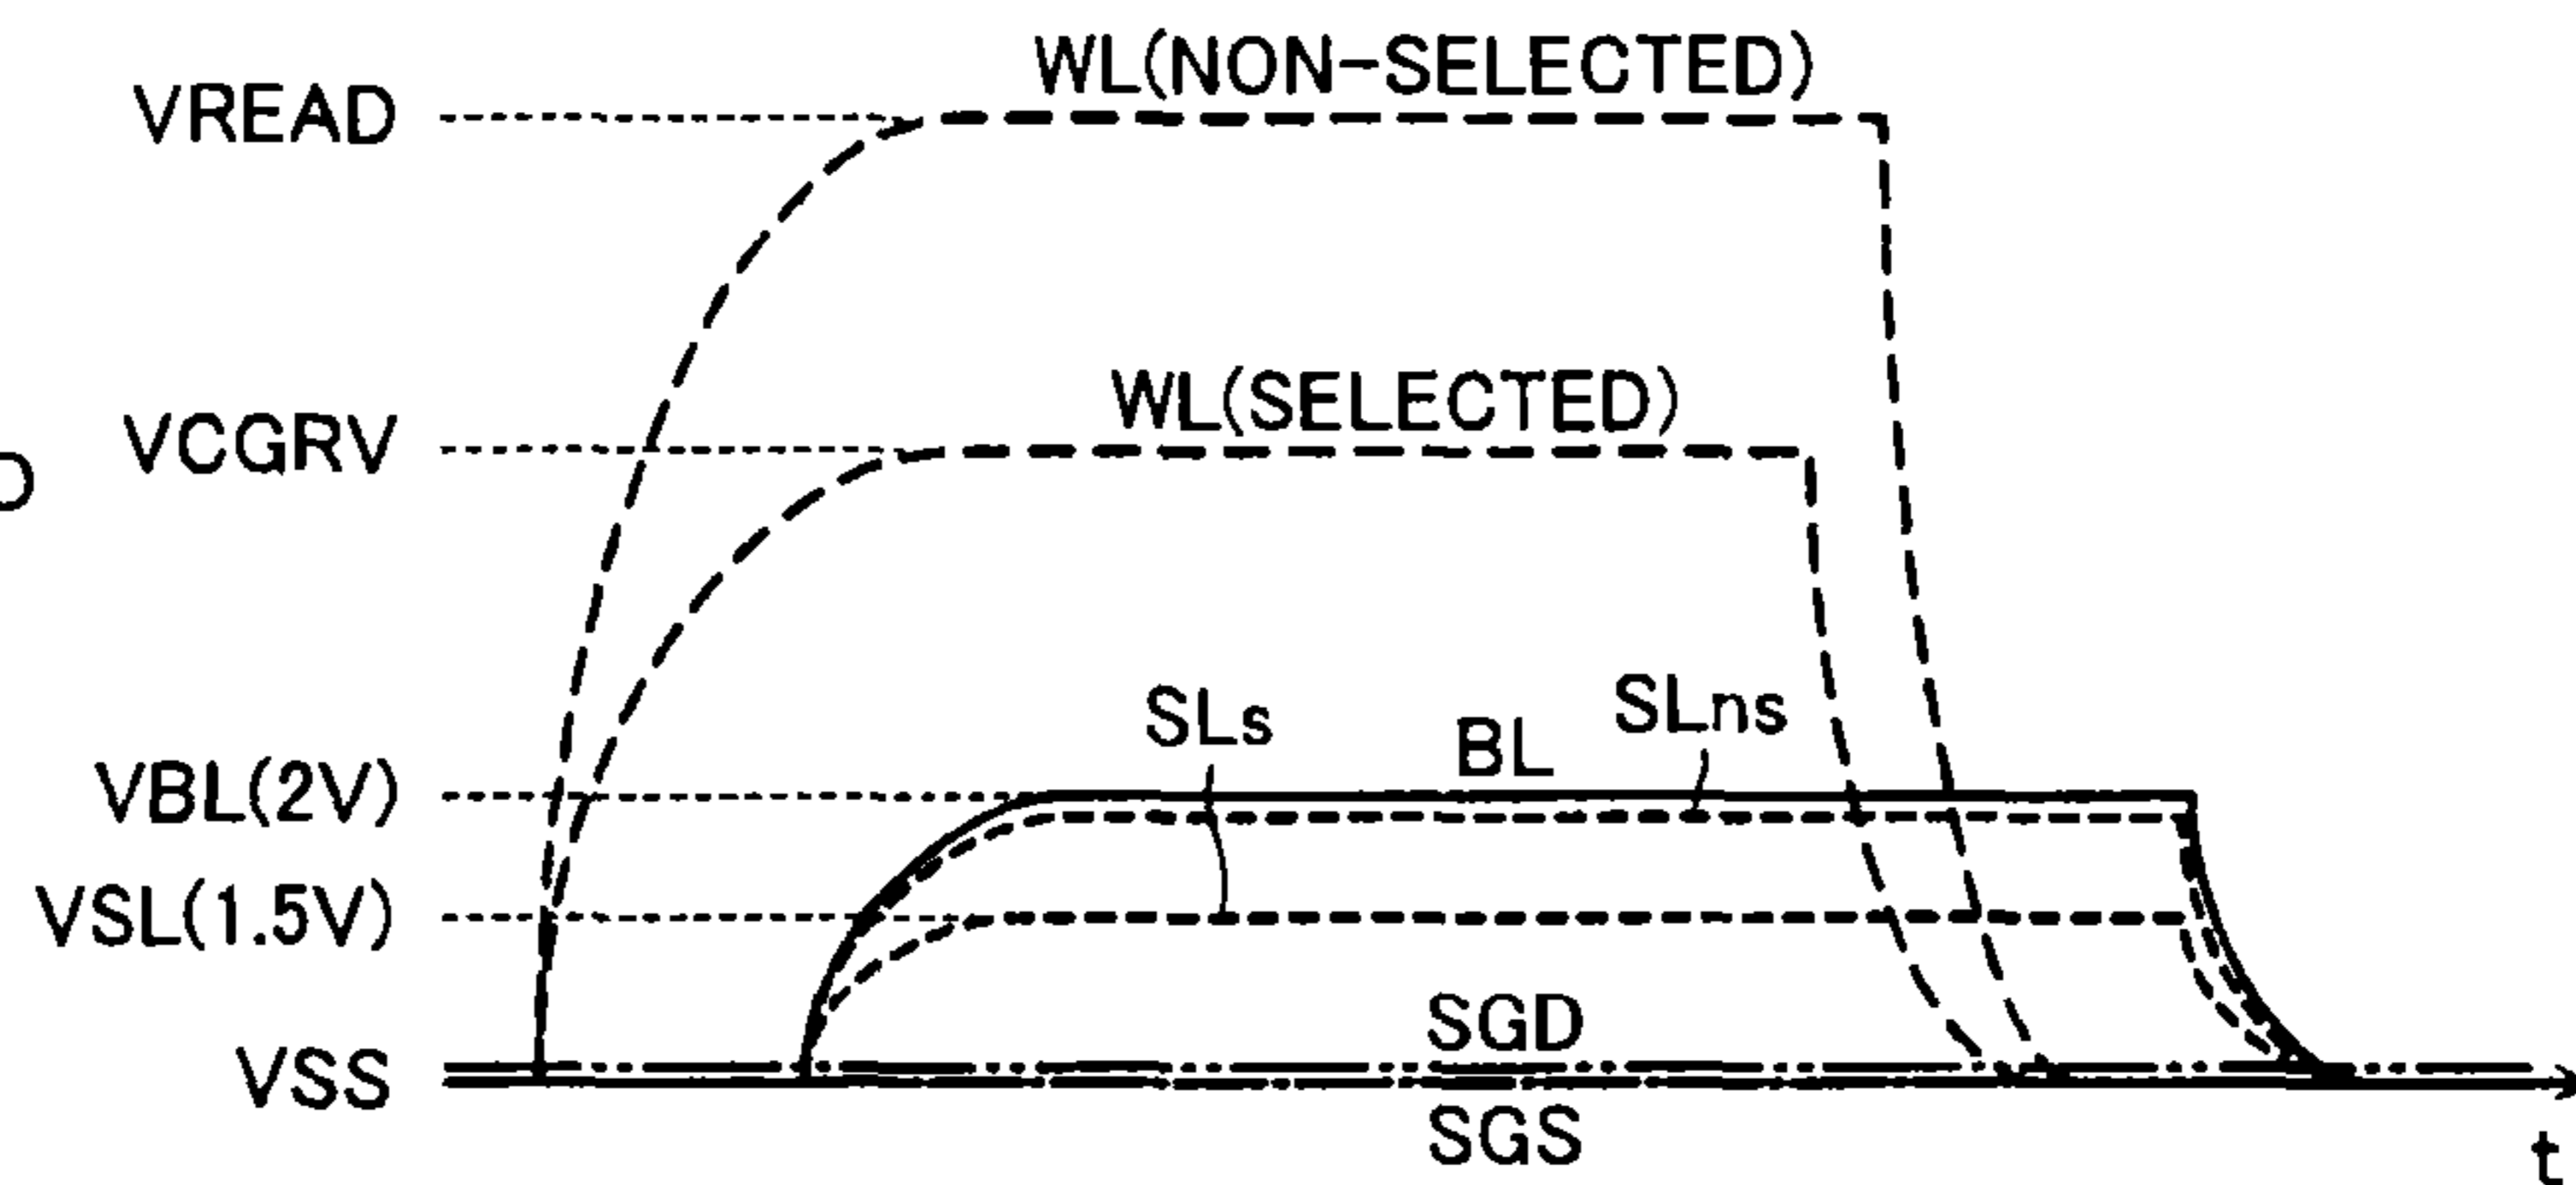 WL(NON-SELECTED)
VREAD
WL(SELECTED)
VCGRV
SLs
SLns
BL
VBL(2V)
VSL(1.5V)
SGD
VSS
SGS
t